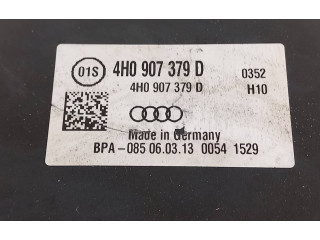 01S 4H0 907 379 D 0352
4H0 907 379 D H10
Made in Germany
BPA-085 06.03.13 0054 1529